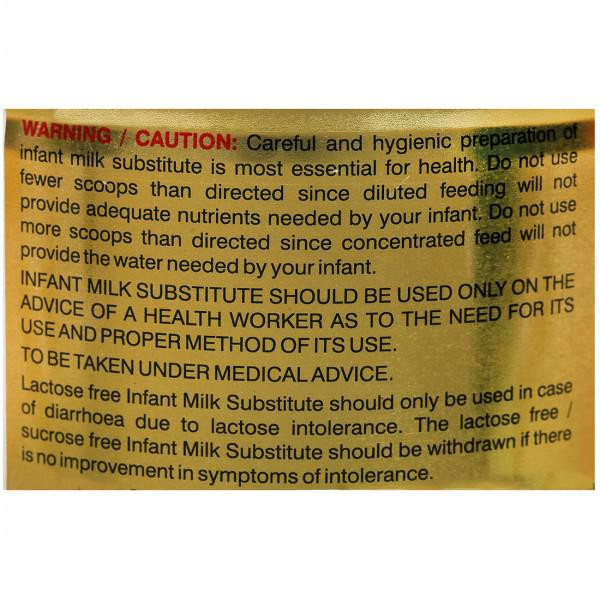 WARNING / CAUTION: Careful and hygienic preparation of
infant milk substitute is most essential for health. Do not use
fewer scoops than directed since diluted feeding will not
provide adequate nutrients needed by your infant. Do not use
more scoops than directed since concentrated feed will not
provide the water needed by your infant.
INFANT MILK SUBSTITUTE SHOULD BE USED ONLY ON THE
ADVICE OF A HEALTH WORKER AS TO THE NEED FOR ITS
USE AND PROPER METHOD OF ITS USE.
TO BE TAKEN UNDER MEDICAL ADVICE.
Lactose free Infant Milk Substitute should only be used in case
of diarrhoea due to lactose intolerance. The lactose free /
sucrose free Infant Milk Substitute should be withdrawn if there
is no improvement in symptoms of intolerance.